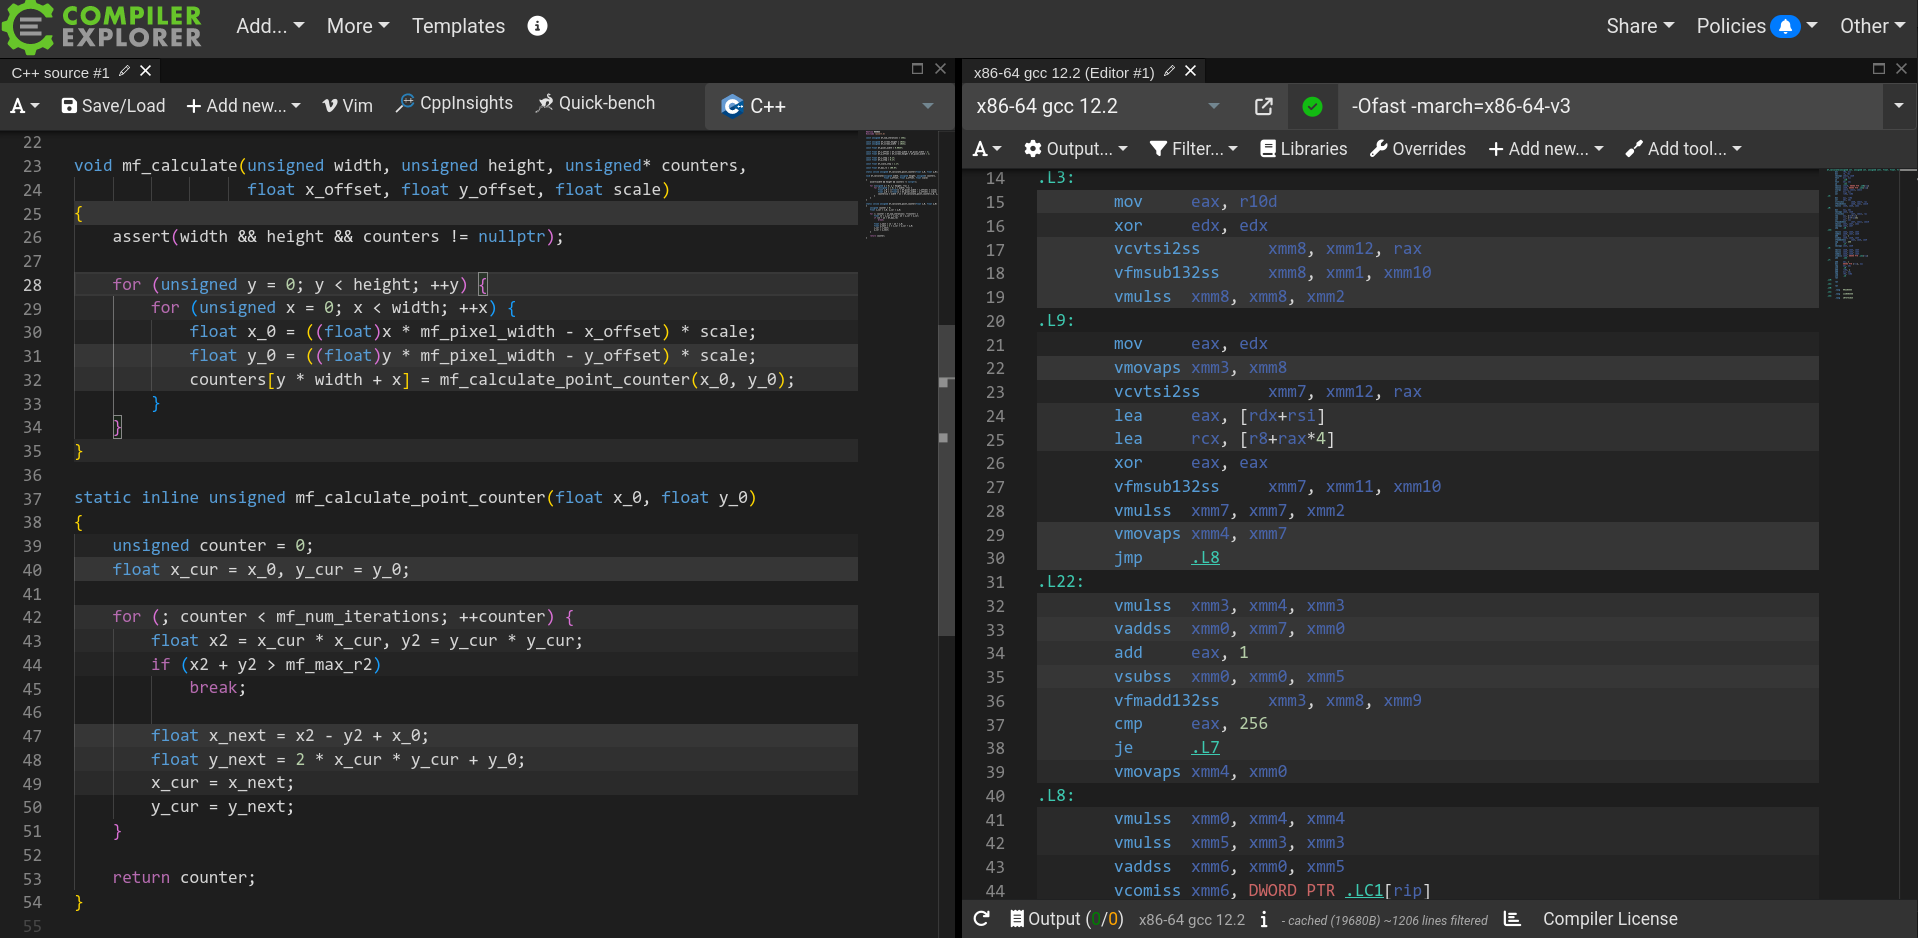 COMPILER EXPLORER Add... More Templates Share Policies Other
C++ source #1
A Save/Load + Add new... Vim CppInsights Quick-bench C++
22
23 void mf_calculate(unsigned width, unsigned height, unsigned* counters,
24 float x_offset, float y_offset, float scale)
25 {
26 assert(width && height && counters != nullptr);
27
28 for (unsigned y = 0; y < height; ++y) {
29 for (unsigned x = 0; x < width; ++x) {
30 float x_0 = ((float)x * mf_pixel_width - x_offset) * scale;
31 float y_0 = ((float)y * mf_pixel_width - y_offset) * scale;
32 counters[y * width + x] = mf_calculate_point_counter(x_0, y_0);
33 }
34 }
35 }
36
37 static inline unsigned mf_calculate_point_counter(float x_0, float y_0)
38 {
39 unsigned counter = 0;
40 float x_cur = x_0, y_cur = y_0;
41
42 for (; counter < mf_num_iterations; ++counter) {
43 float x2 = x_cur * x_cur, y2 = y_cur * y_cur;
44 if (x2 + y2 > mf_max_r2)
45 break;
46
47 float x_next = x2 - y2 + x_0;
48 float y_next = 2 * x_cur * y_cur + y_0;
49 x_cur = x_next;
50 y_cur = y_next;
51 }
52
53 return counter;
54 }
55
x86-64 gcc 12.2 (Editor #1)
x86-64 gcc 12.2 -Ofast -march=x86-64-v3
A Output... Filter... Libraries Overrides + Add new... Add tool...
14 .L3:
15 mov eax, r10d
16 xor edx, edx
17 vcvtsi2ss xmm8, xmm12, rax
18 vfmsub132ss xmm8, xmm1, xmm10
19 vmulss xmm8, xmm8, xmm2
20 .L9:
21 mov eax, edx
22 vmovaps xmm3, xmm8
23 vcvtsi2ss xmm7, xmm12, rax
24 lea eax, [rdx+rsi]
25 lea rcx, [r8+rax*4]
26 xor eax, eax
27 vfmsub132ss xmm7, xmm11, xmm10
28 vmulss xmm7, xmm7, xmm2
29 vmovaps xmm4, xmm7
30 jmp .L8
31 .L22:
32 vmulss xmm3, xmm4, xmm3
33 vaddss xmm0, xmm7, xmm0
34 add eax, 1
35 vsubss xmm0, xmm0, xmm5
36 vfmadd132ss xmm3, xmm8, xmm9
37 cmp eax, 256
38 je .L7
39 vmovaps xmm4, xmm0
40 .L8:
41 vmulss xmm0, xmm4, xmm4
42 vmulss xmm5, xmm3, xmm3
43 vaddss xmm6, xmm0, xmm5
44 vcomiss xmm6, DWORD PTR .LC1[rip]
Output (0/0) x86-64 gcc 12.2 i - cached (19680B) ~1206 lines filtered Compiler License